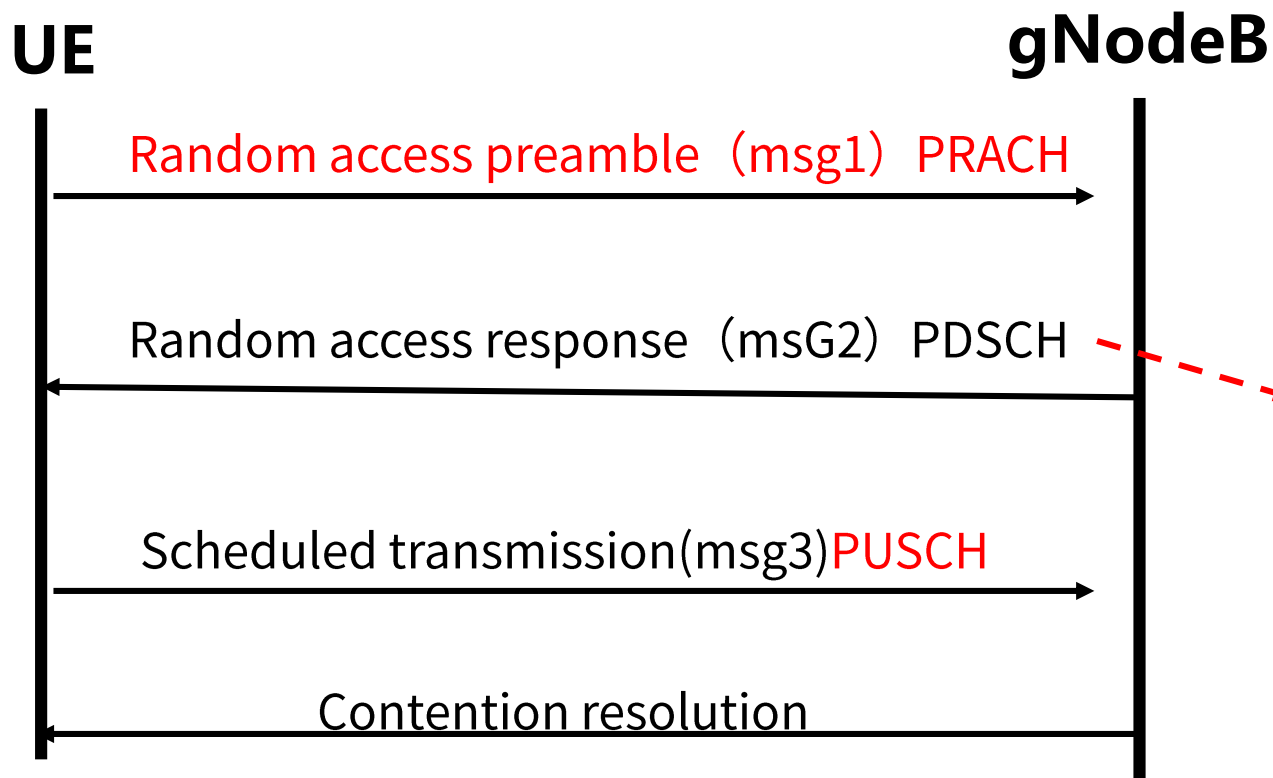 UE
gNodeB
Random access preamble（msg1）PRACH
Random access response（msG2）PDSCH
Scheduled transmission(msg3)PUSCH
Contention resolution